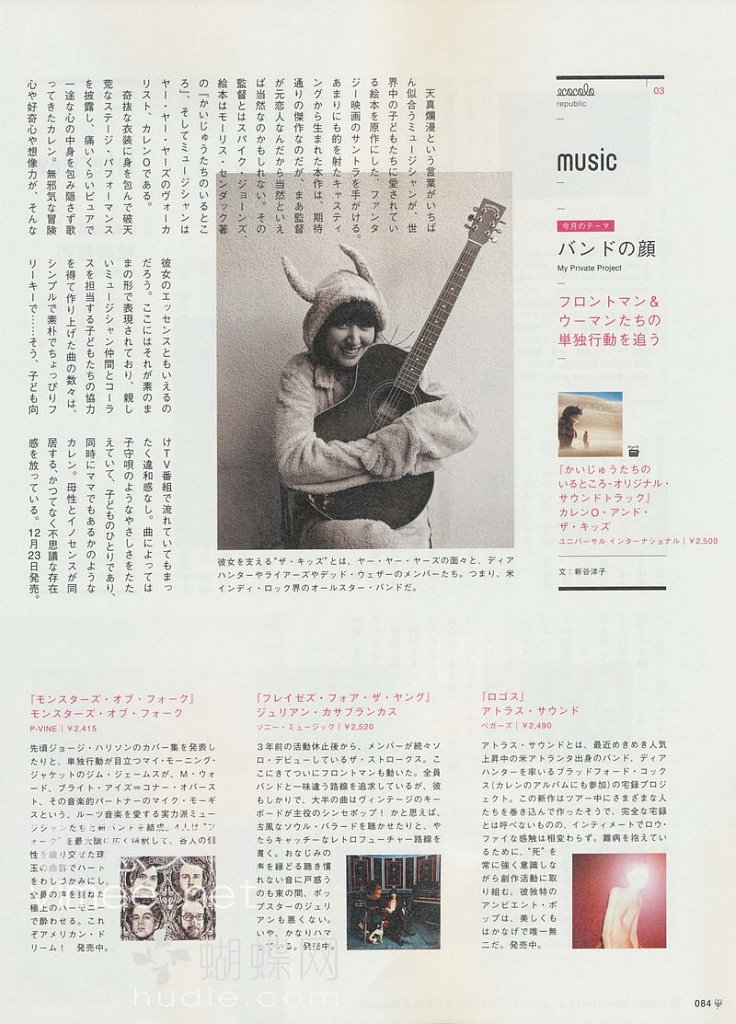 ecocolo
republic
03
music
今月のテーマ
バンドの顔
My Private Project
フロントマン&
ウーマンたちの
単独行動を追う
『かいじゅうたちの
いるところ-オリジナル・
サウンドトラック』
カレンO・アンド・
ザ・キッズ
ユニバーサル インターナショナル｜¥2,500
文：新谷洋子
天真爛漫という言葉がいちば
ん似合うミュージシャンが、世
界中の子どもたちに愛されてい
る絵本を原作にした、ファンタ
ジー映画のサントラを手がける。
あまりにも的を射たキャスティ
ングから生まれた本作は、期待
通りの傑作なのだが、まあ監督
が元恋人なんだから当然といえ
ば当然なのかもしれない。その
監督とはスパイク・ジョーンズ、
絵本はモーリス・センダック著
の『かいじゅうたちのいるとこ
ろ』、そしてミュージシャンは
ヤー・ヤー・ヤーズのヴォーカ
リスト、カレンOである。
奇抜な衣装に身を包んで破天
荒なステージ・パフォーマンス
を披露し、痛いくらいピュアで
一途な心の中身を包み隠さず歌
ってきたカレン。無邪気な冒険
心や好奇心や想像力が、そんな
彼女のエッセンスともいえるの
だろう。ここにはそれが素のま
まの形で表現されており、親し
いミュージシャン仲間とコーラ
スを担当する子どもたちの協力
を得て作り上げた曲の数々は、
シンプルで素朴でちょっぴりフ
リーキーで……そう、子ども向
けTV番組で流れていてもまっ
たく違和感なし。曲によっては
子守唄のようなやさしさをたた
えていて、子どものひとりであり、
同時にママでもあるかのような
カレン。母性とイノセンスが同
居する、かつてなく不思議な存在
感を放っている。12月23日発売。
彼女を支える“ザ・キッズ”とは、ヤー・ヤー・ヤーズの面々と、ディア
ハンターやライアーズやデッド・ウェザーのメンバーたち。つまり、米
インディ・ロック界のオールスター・バンドだ。
『モンスターズ・オブ・フォーク』
モンスターズ・オブ・フォーク
P-VINE｜¥2,415
先頃ジョージ・ハリソンのカバー集を発表し
たりと、単独行動が目立つマイ・モーニング・
ジャケットのジム・ジェームスが、M・ウォ
ード、ブライト・アイズ＝コナー・オバース
ト、その音楽的パートナーのマイク・モーギ
スという、ルーツ音楽を愛する実力派ミュー
ジシャンたちと新バンドを結成。4人は“フ
ォーク”を最大限に広く解釈して、各人の個
性を織り交ぜた珠
玉の曲群でハート
をわしづかみにし、
全員の声を重ねた
極上のハーモニー
で酔わせる。これ
ぞアメリカン・ド
リーム！ 発売中。
『フレイゼズ・フォア・ザ・ヤング』
ジュリアン・カサブランカス
ソニー・ミュージック｜¥2,520
3年前の活動休止後から、メンバーが続々ソ
ロ・デビューしているザ・ストロークス。こ
こにきてついにフロントマンも動いた。全員
バンドと一味違う路線を追求しているが、彼
もしかりで、大半の曲はヴィンテージのキーボ
ードが主役のシンセポップ！ かと思えば、
古風なソウル・バラードを聴かせたりと、や
たらキャッチーなレトロフューチャー路線を
貫く。おなじみの
声を縁どる聴き慣
れない音に戸惑う
のも束の間、ポッ
プスターのジュリ
アンも悪くない。
いや、かなりハマ
っている。発売中。
『ロゴス』
アトラス・サウンド
ベガーズ｜¥2,490
アトラス・サウンドとは、最近めきめき人気
上昇中の米アトランタ出身のバンド、ディア
ハンターを率いるブラッドフォード・コック
ス（カレンのアルバムにも参加）の宅録プロジ
ェクト。この新作はツアー中にさまざまな人
たちを巻き込んで作ったそうで、完全な宅録
とは呼べないものの、インティメートでロウ・
ファイな感触は相変わらず。難病を抱えてい
るために、“死”を
常に強く意識しな
がら創作活動に取
り組む、彼独特の
アンビエント・ポ
ップは、美しくも
はかなげで唯一無
二だ。発売中。
蝴蝶网
hudie.com
084